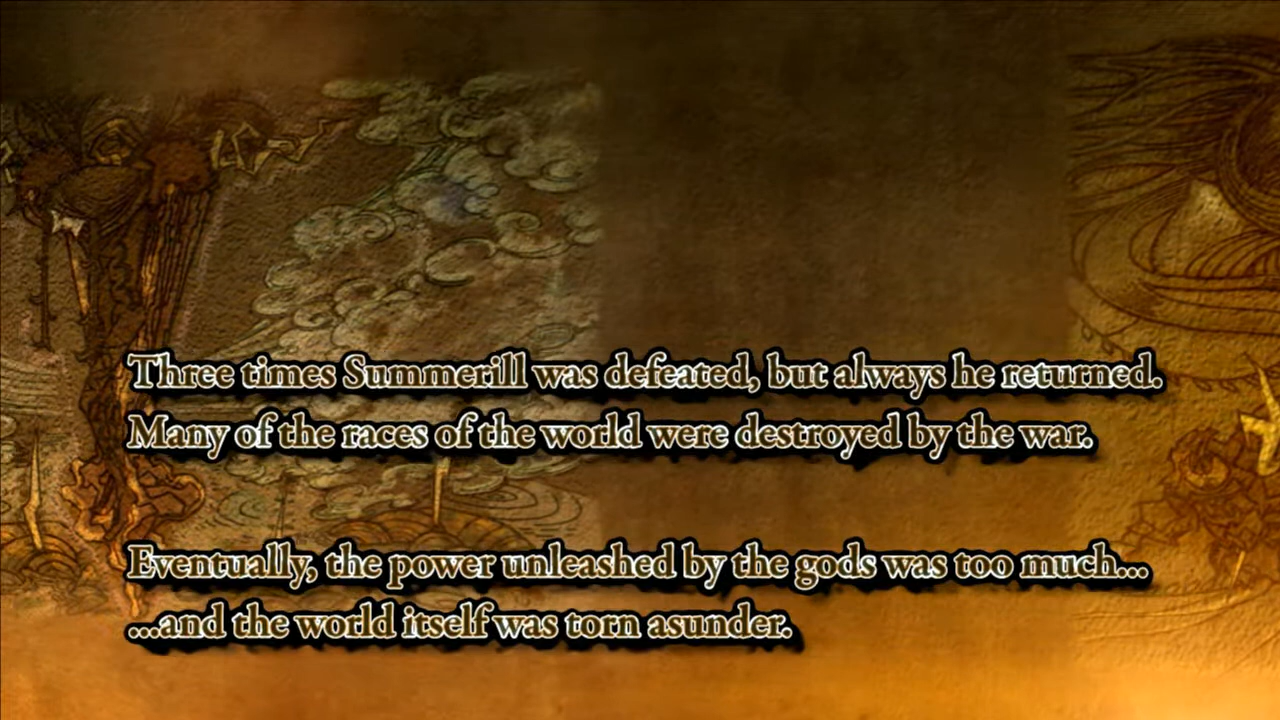 Three times Summerill was defeated, but always he returned.
Many of the races of the world were destroyed by the war.
Eventually, the power unleashed by the gods was too much...
...and the world itself was torn asunder.